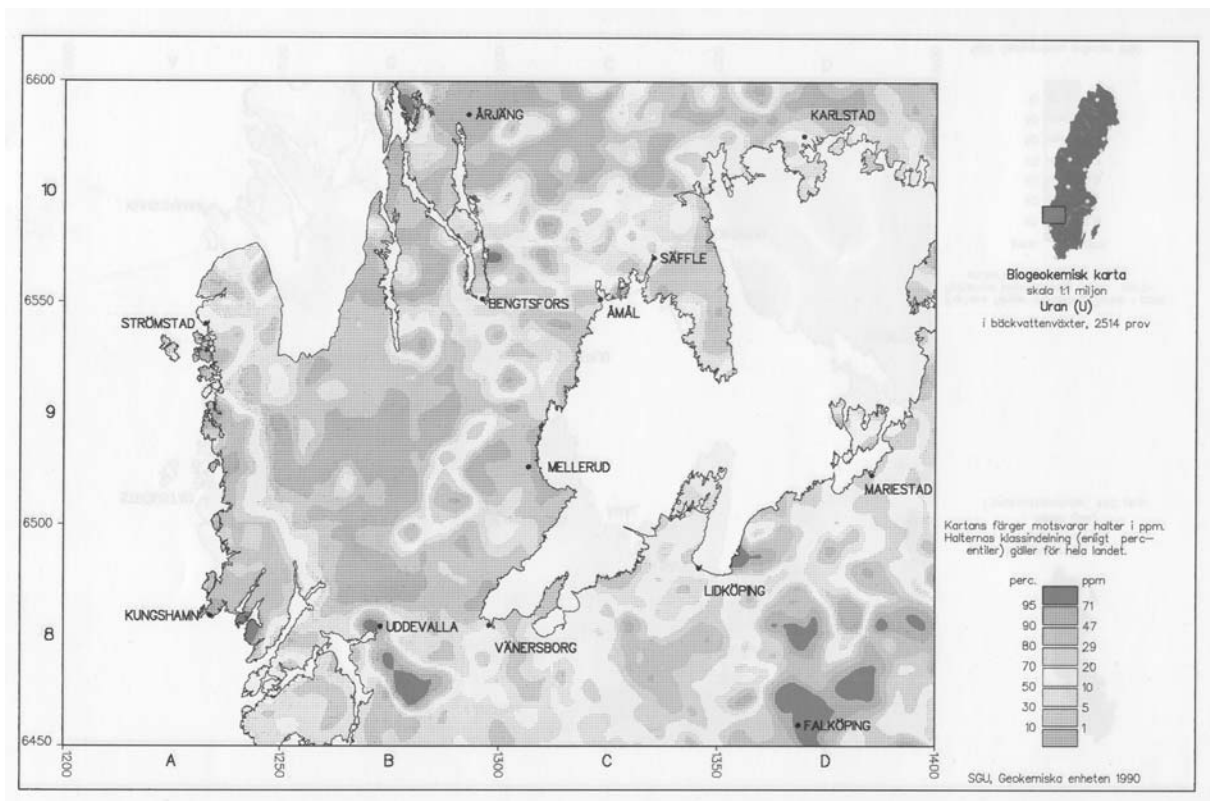 6600
10
6550
9
6500
8
6450
1200
A
1250
B
1300
C
1350
D
1400
ÅRJÄNG
KARLSTAD
SÄFFLE
BENGTSFORS
ÅMÅL
STRÖMSTAD
MELLERUD
MARIESTAD
LIDKÖPING
KUNGSHAMN
UDDEVALLA
VÄNERSBORG
FALKÖPING
Biogeokemisk karta
skala 1:1 miljon
Uran (U)
i bäckvattenväxter, 2514 prov
Kartans färger motsvarar halter i ppm.
Halternas klassindelning (enligt perc-
entiler) gäller för hela landet.
perc. ppm
95 71
90 47
80 29
70 20
50 10
30 5
10 1
SGU, Geokemiska enheten 1990